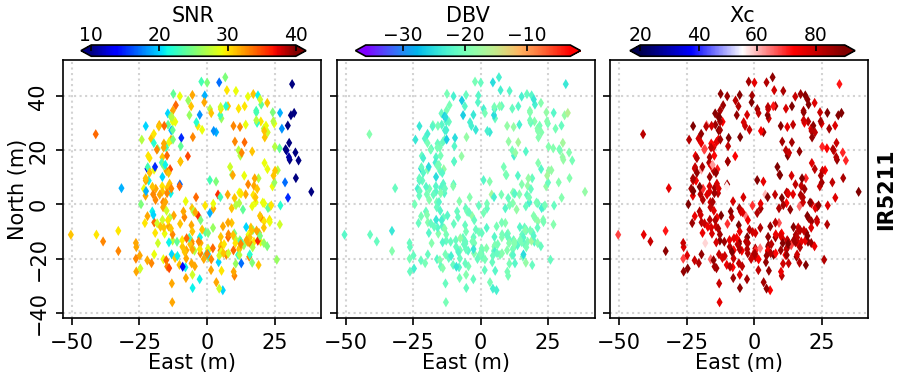 SNR DBV Xc
10 20 30 40 −30 −20 −10 20 40 60 80
North (m)
40
20
0
−20
−40
IR5211
−50 −25 0 25 −50 −25 0 25 −50 −25 0 25
East (m) East (m) East (m)